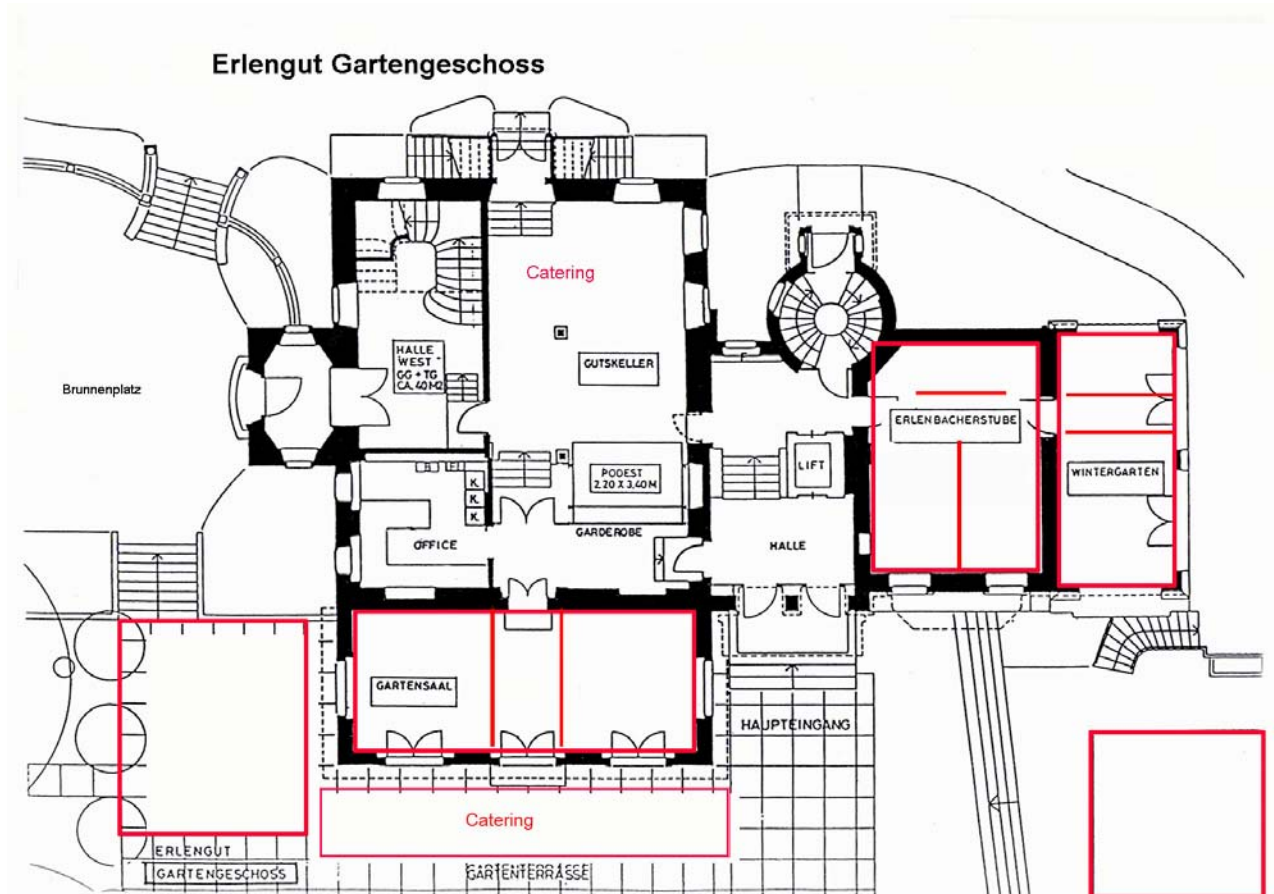 Erlengut Gartengeschoss
Catering
HALLE
WEST
GG + TG
CA. 40 M2
GUTSKELLER
Brunnenplatz
ERLENBACHERSTUBE
LIFT
WINTERGARTEN
PODEST
2,20 X 3,40 M
K.
K.
K.
OFFICE
GARDEROBE
HALLE
GARTENSAAL
HAUPTEINGANG
Catering
ERLENGUT
GARTENGESCHOSS
GARTENTERRASSE